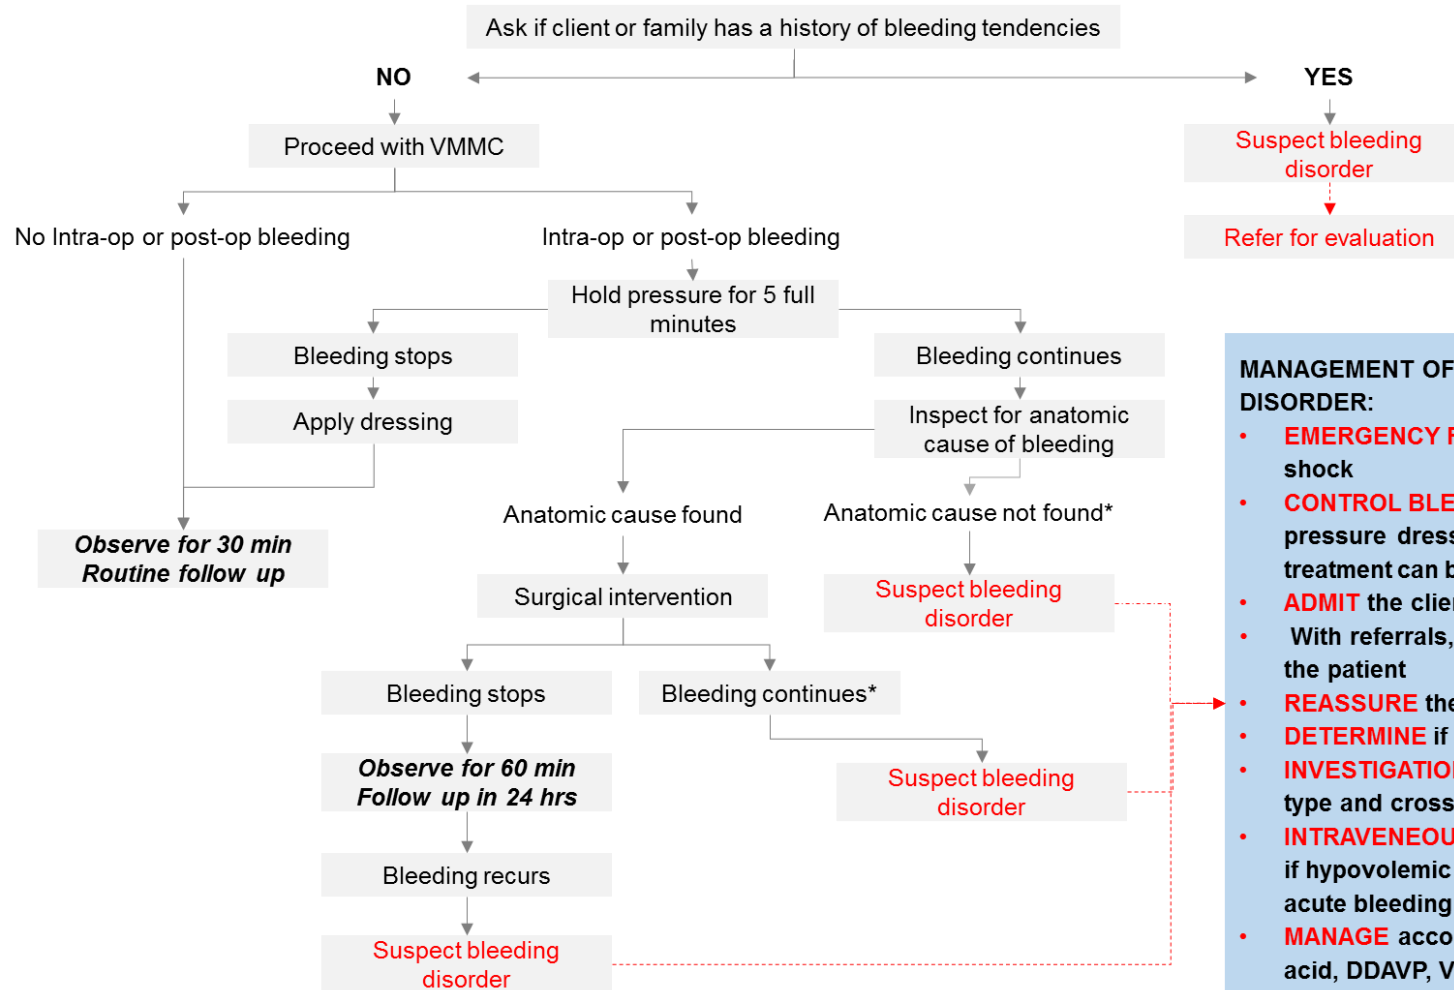 Ask if client or family has a history of bleeding tendencies
NO
YES
Proceed with VMMC
Suspect bleeding
disorder
Refer for evaluation
No Intra-op or post-op bleeding
Intra-op or post-op bleeding
Hold pressure for 5 full
minutes
Bleeding stops
Bleeding continues
Apply dressing
Inspect for anatomic
cause of bleeding
Observe for 30 min
Routine follow up
Anatomic cause found
Anatomic cause not found*
Surgical intervention
Suspect bleeding
disorder
Bleeding stops
Bleeding continues*
Observe for 60 min
Follow up in 24 hrs
Suspect bleeding
disorder
Bleeding recurs
Suspect bleeding
disorder
MANAGEMENT OF
DISORDER:
• EMERGENCY
shock
• CONTROL
pressure
treatment can
• ADMIT the
• With referrals,
the patient
• REASSURE
• DETERMINE if
•
type and cross
•
if hypovolemic
acute bleeding
• MANAGE
acid, DDAVP,